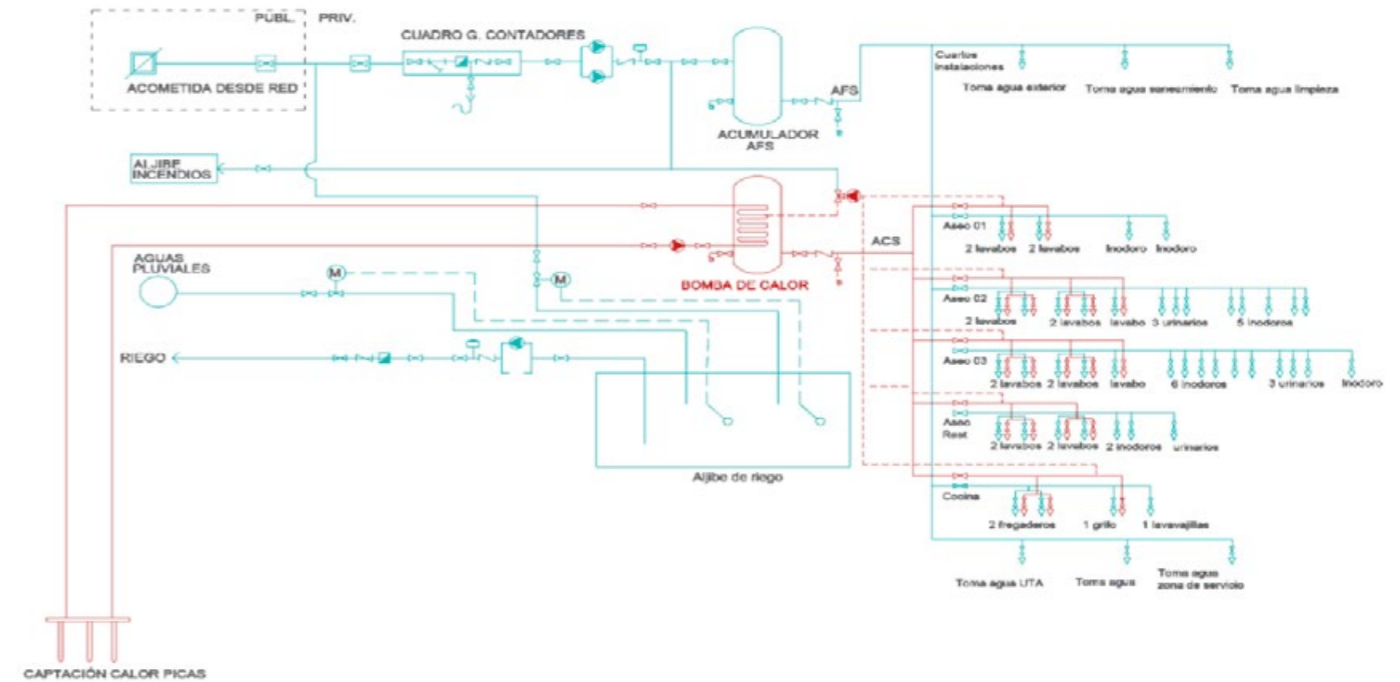 PUBL. PRIV.
CUADRO G. CONTADORES
ACOMETIDA DESDE RED
AFS
ACUMULADOR
AFS
Cuartos
instalaciones
Toma agua exterior
Toma agua saneamiento
Toma agua limpieza
ALJIBE
INCENDIOS
ACS
BOMBA DE CALOR
AGUAS
PLUVIALES
M
M
RIEGO
Aljibe de riego
Aseo 01
2 lavabos
2 lavabos
Inodoro
Inodoro
Aseo 02
2 lavabos
2 lavabos
lavabo
3 urinarios
5 inodoros
Aseo 03
2 lavabos
2 lavabos
lavabo
6 inodoros
3 urinarios
Inodoro
Aseo
Rest
2 lavabos
2 lavabos
2 inodoros
urinarios
Cocina
2 fregaderos
1 grifo
1 lavavajillas
Toma agua UTA
Toma agua
Toma agua
zona de servicio
CAPTACIÓN CALOR PICAS